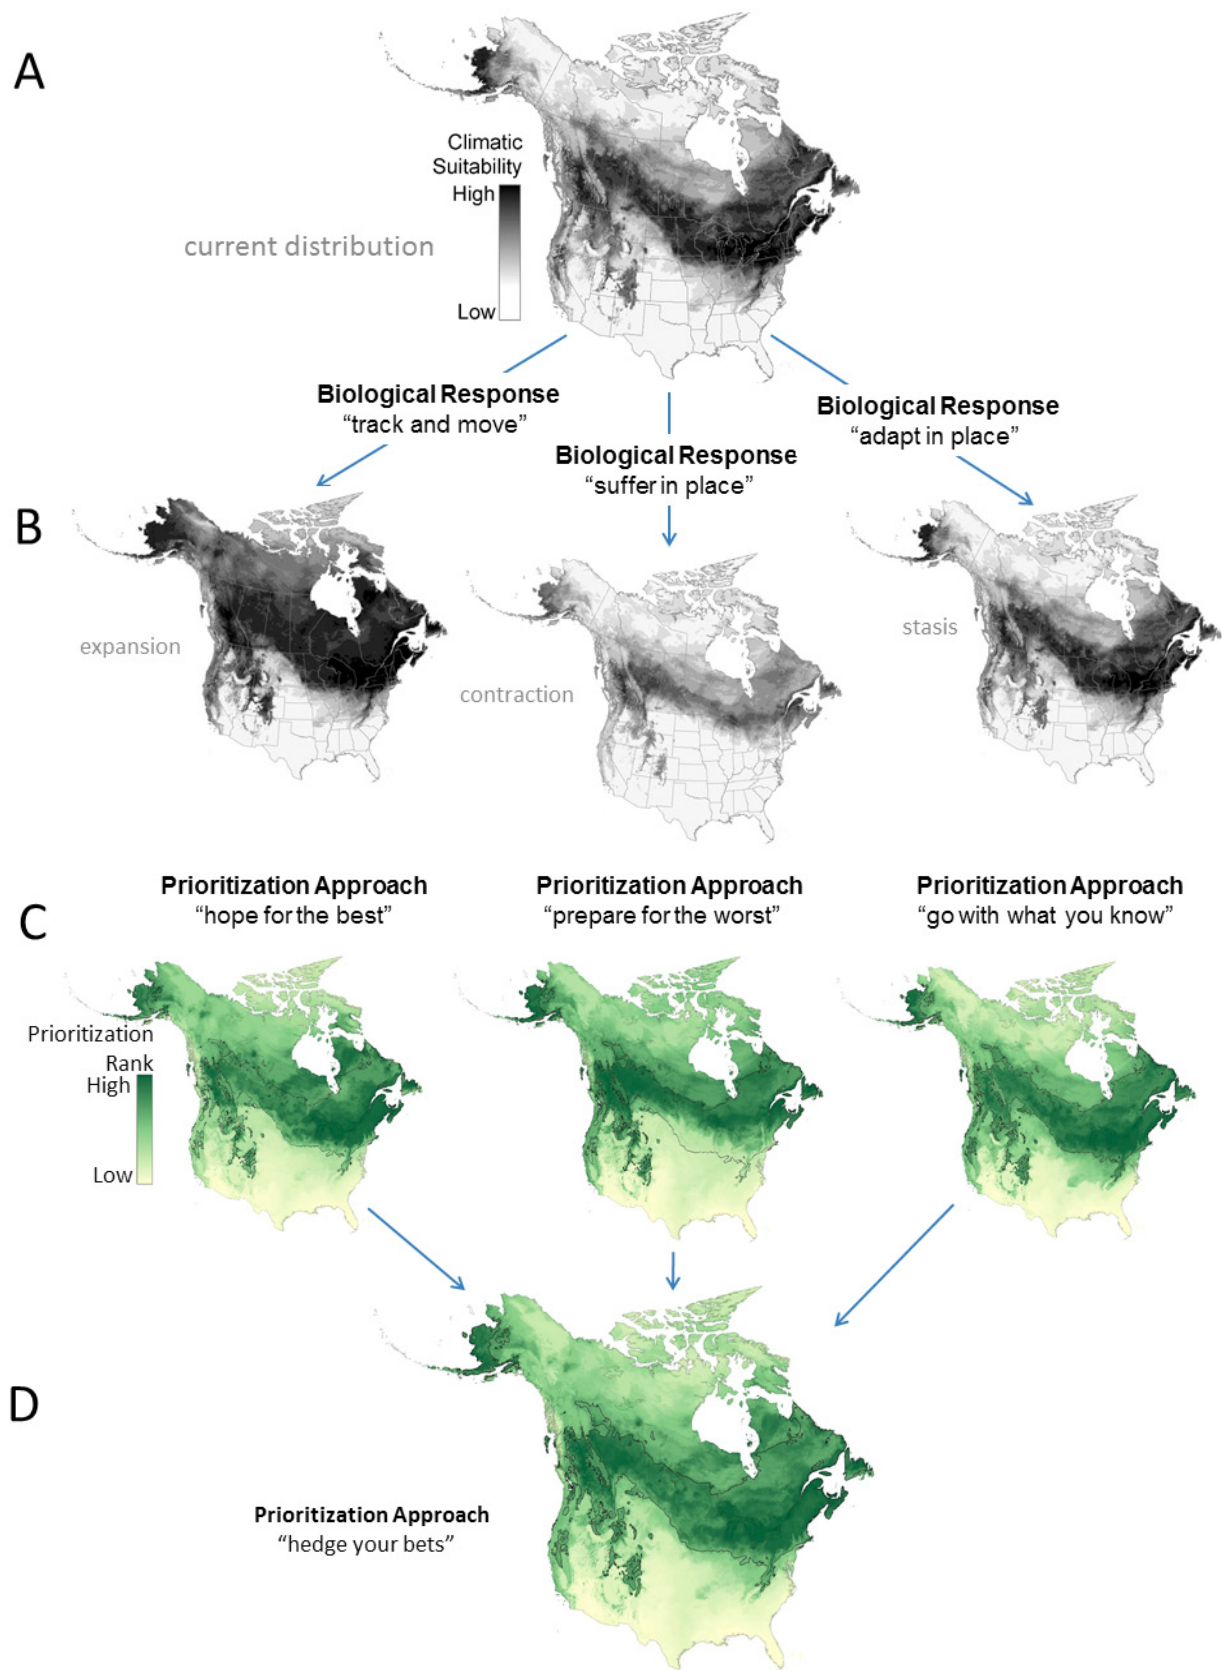 A
Climatic
Suitability
High
current distribution
Low
Biological Response
“track and move”
Biological Response
“adapt in place”
Biological Response
“suffer in place”
B
expansion
contraction
stasis
Prioritization Approach
“hope for the best”
Prioritization Approach
“prepare for the worst”
Prioritization Approach
“go with what you know”
C
Prioritization
Rank
High
Low
D
Prioritization Approach
“hedge your bets”